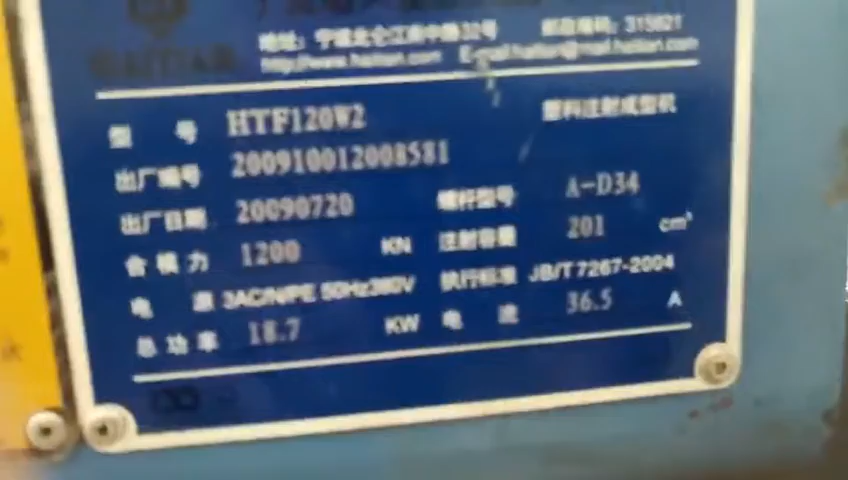 HAITIAN
地址：宁波北仑江南中路32号 邮政编码：315821
http://www.haitian.com E-mail:haitian@mail.haitian.com
型 号 HTF120W2 塑料注射成型机
出厂编号 200910012008581
出厂日期 20090720 螺杆型号 A-D34
合模力 1200 KN 注射容量 201 cm³
电 源 3AC/N/PE 50Hz380V 执行标准 JB/T 7267-2004
总功率 18.7 KW 电 流 36.5 A